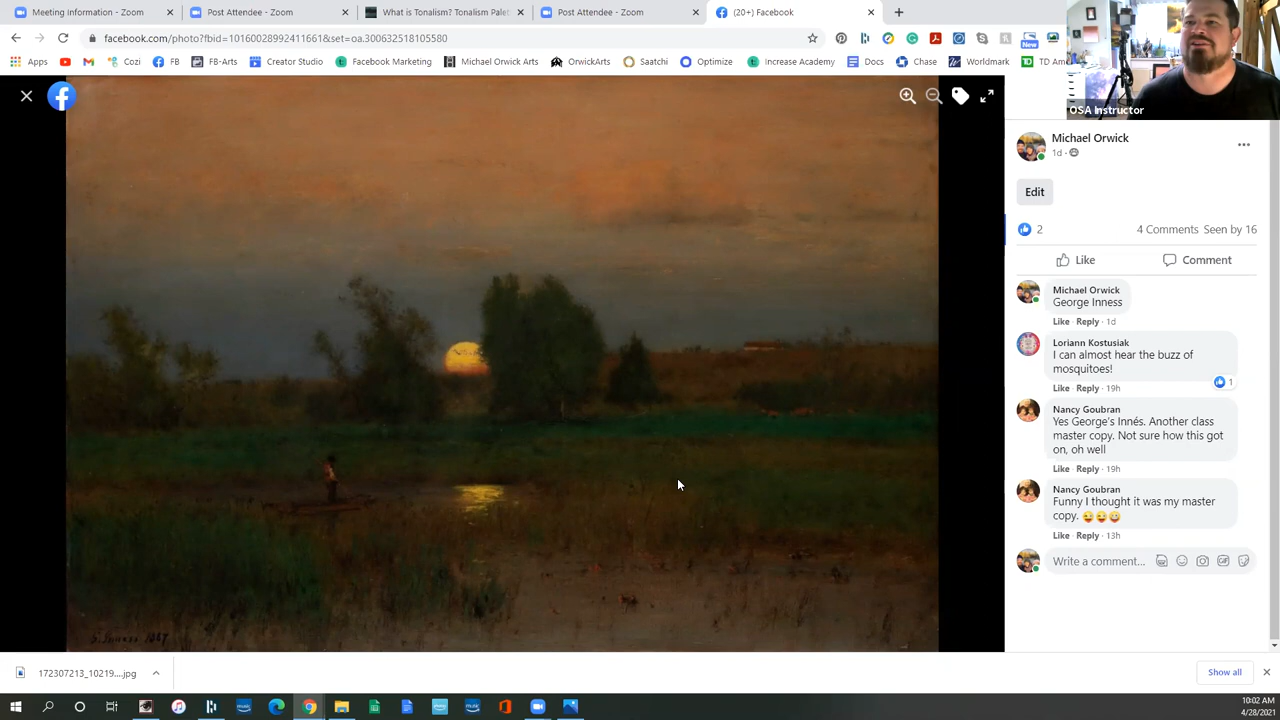 Meeting Information - Zoom
Post Attendee - Zoom
What is Tonalism? Tonalism Palet
Post Attendee - Zoom
(20+) Facebook
facebook.com/photo?fbid=10160028992411661&set=oa.300632518105580
New
Apps
Cozi
FB
FB-Arts
Creator Studio
Facebook Marketing
Michael Orwick Arts
OrwickArts
Saatchi
Optimize
Increase Academy
Docs
Chase
Worldmark
TD Am
OSA Instructor
Michael Orwick
1d
Edit
2
4 Comments Seen by 16
Like
Comment
Michael Orwick
George Inness
Like · Reply · 1d
Loriann Kostusiak
I can almost hear the buzz of
mosquitoes!
1
Like · Reply · 19h
Nancy Goubran
Yes George's Innés. Another class
master copy. Not sure how this got
on, oh well
Like · Reply · 19h
Nancy Goubran
Funny I thought it was my master
copy. 😜😜🤪
Like · Reply · 13h
Write a comment...
GIF
172307213_10219....jpg
Show all
10:02 AM
4/28/2021